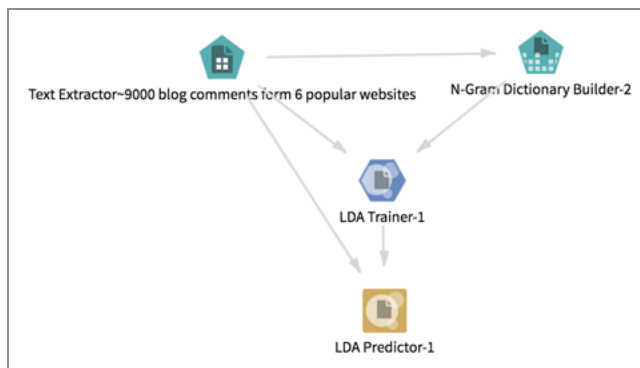 Text Extractor~9000 blog comments form 6 popular websites
N-Gram Dictionary Builder-2
LDA Trainer-1
LDA Predictor-1